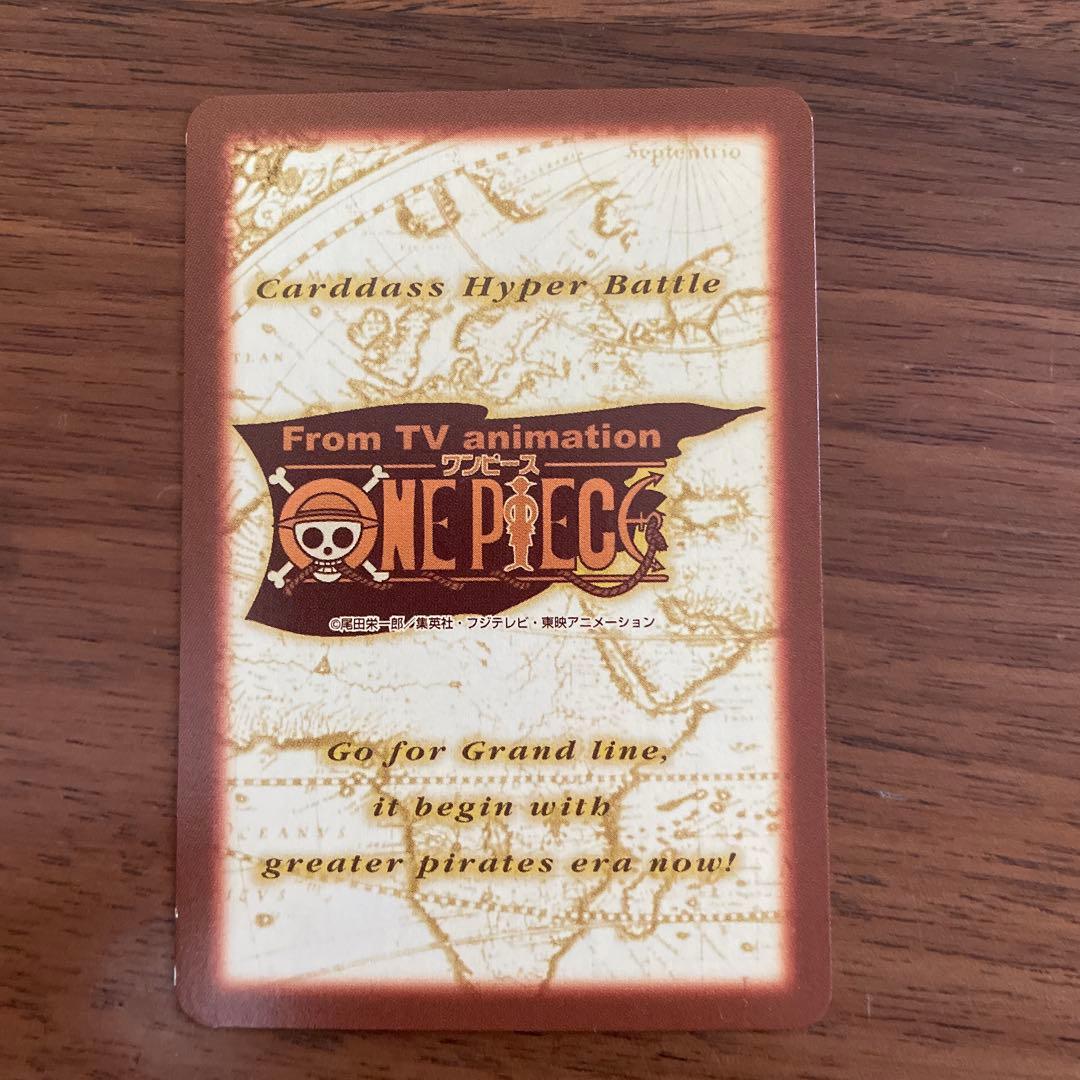 Septentrio
Carddass Hyper Battle
From TV animation
ワンピース
ONE PIECE
©尾田栄一郎／集英社・フジテレビ・東映アニメーション
Go for Grand line,
it begin with
greater pirates era now!